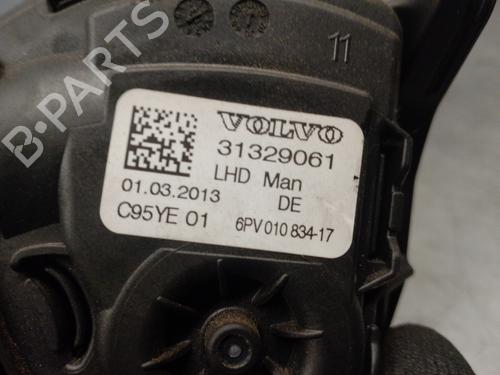 11
VOLVO
31329061
LHD Man
01.03.2013 DE
C95YE 01 6PV 010 834-17
B-PARTS